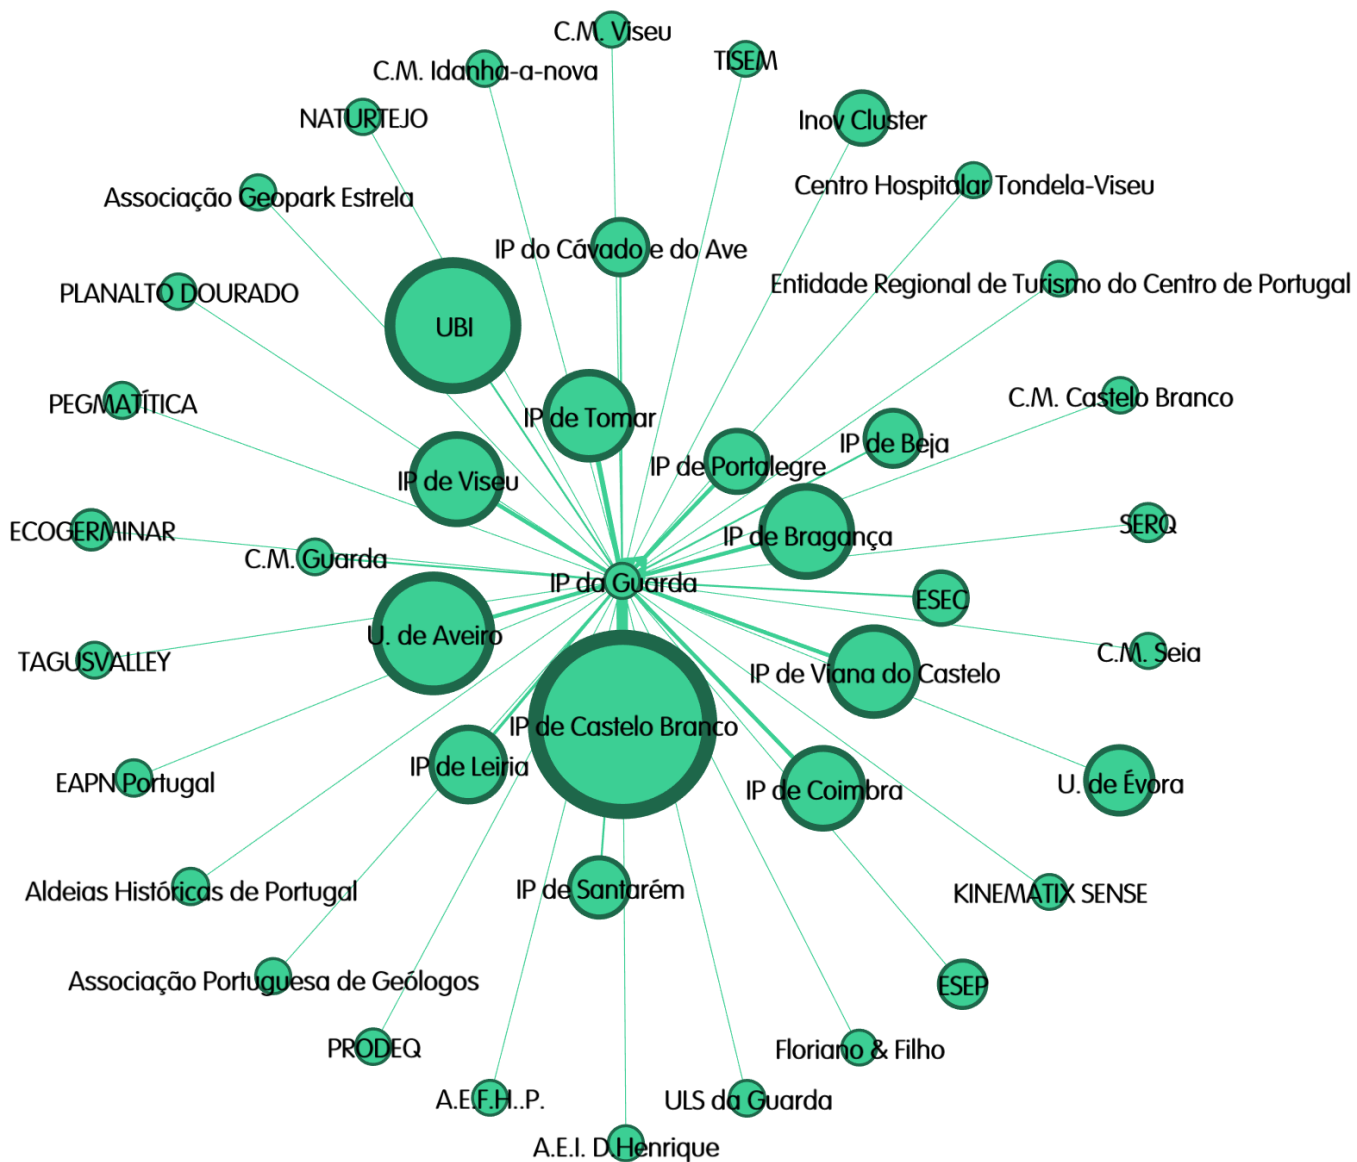 C.M. Viseu
TISEM
C.M. Idanha-a-nova
NATURTEJO
Inov Cluster
Centro Hospitalar Tondela-Viseu
Associação Geopark Estrela
IP do Cávado e do Ave
Entidade Regional de Turismo do Centro de Portugal
PLANALTO DOURADO
UBI
C.M. Castelo Branco
PEGMATÍTICA
IP de Tomar
IP de Beja
IP de Portalegre
IP de Viseu
SERQ
ECOGERMINAR
IP de Bragança
C.M. Guarda
IP da Guarda
ESEC
U. de Aveiro
C.M. Seia
TAGUSVALLEY
IP de Viana do Castelo
IP de Castelo Branco
IP de Leiria
EAPN Portugal
U. de Évora
IP de Coimbra
IP de Santarém
Aldeias Históricas de Portugal
KINEMATIX SENSE
Associação Portuguesa de Geólogos
ESEP
PRODEQ
Floriano & Filho
A.E.F.H..P.
ULS da Guarda
A.E.I. D.Henrique